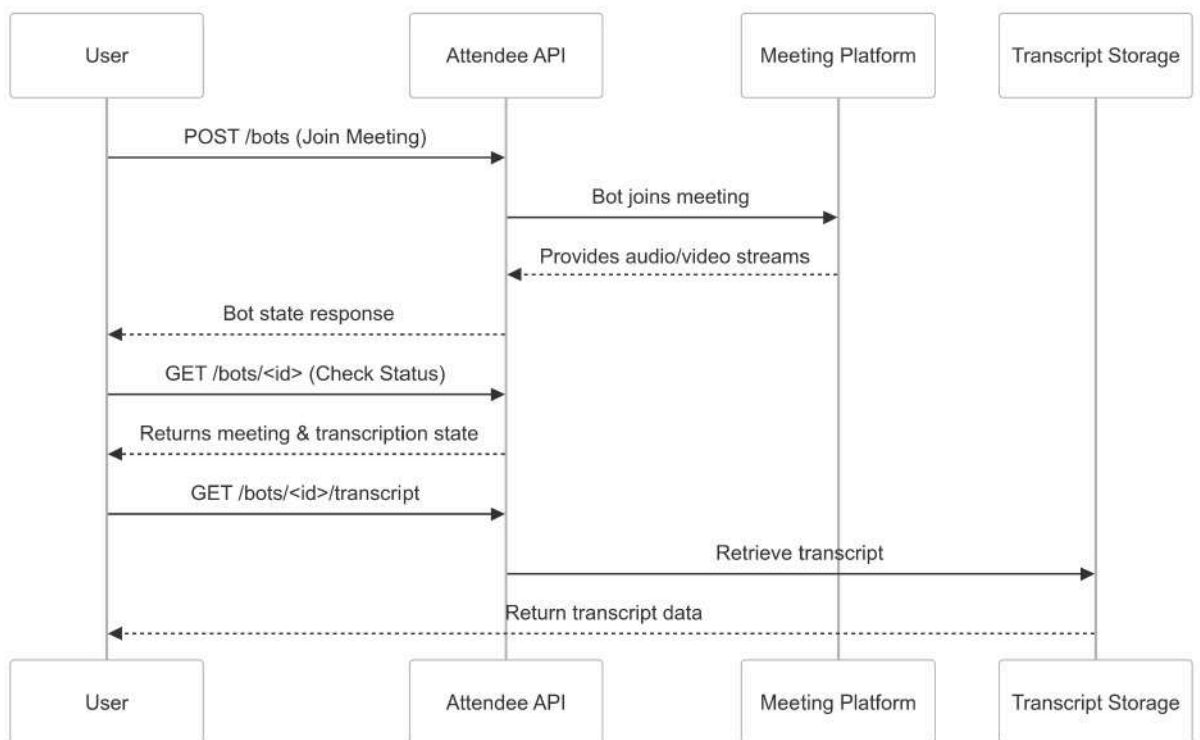 User
Attendee API
Meeting Platform
Transcript Storage
POST /bots (Join Meeting)
Bot joins meeting
Provides audio/video streams
Bot state response
GET /bots/<id> (Check Status)
Returns meeting & transcription state
GET /bots/<id>/transcript
Retrieve transcript
Return transcript data
User
Attendee API
Meeting Platform
Transcript Storage